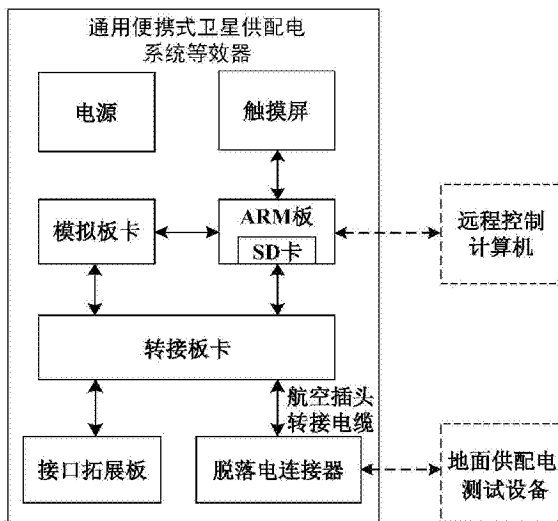 通用便携式卫星供配电
系统等效器
电源
触摸屏
模拟板卡
ARM板
SD卡
远程控制
计算机
转接板卡
航空插头
转接电缆
接口拓展板
脱落电连接器
地面供配电
测试设备